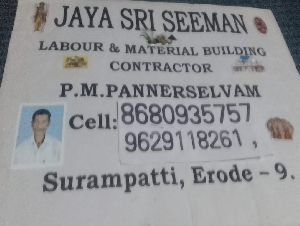 JAYA SRI SEEMAN
LABOUR & MATERIAL BUILDING
CONTRACTOR
P.M.PANNERSELVAM
Cell: 8680935757
9629118261 ,
Surampatti, Erode - 9.